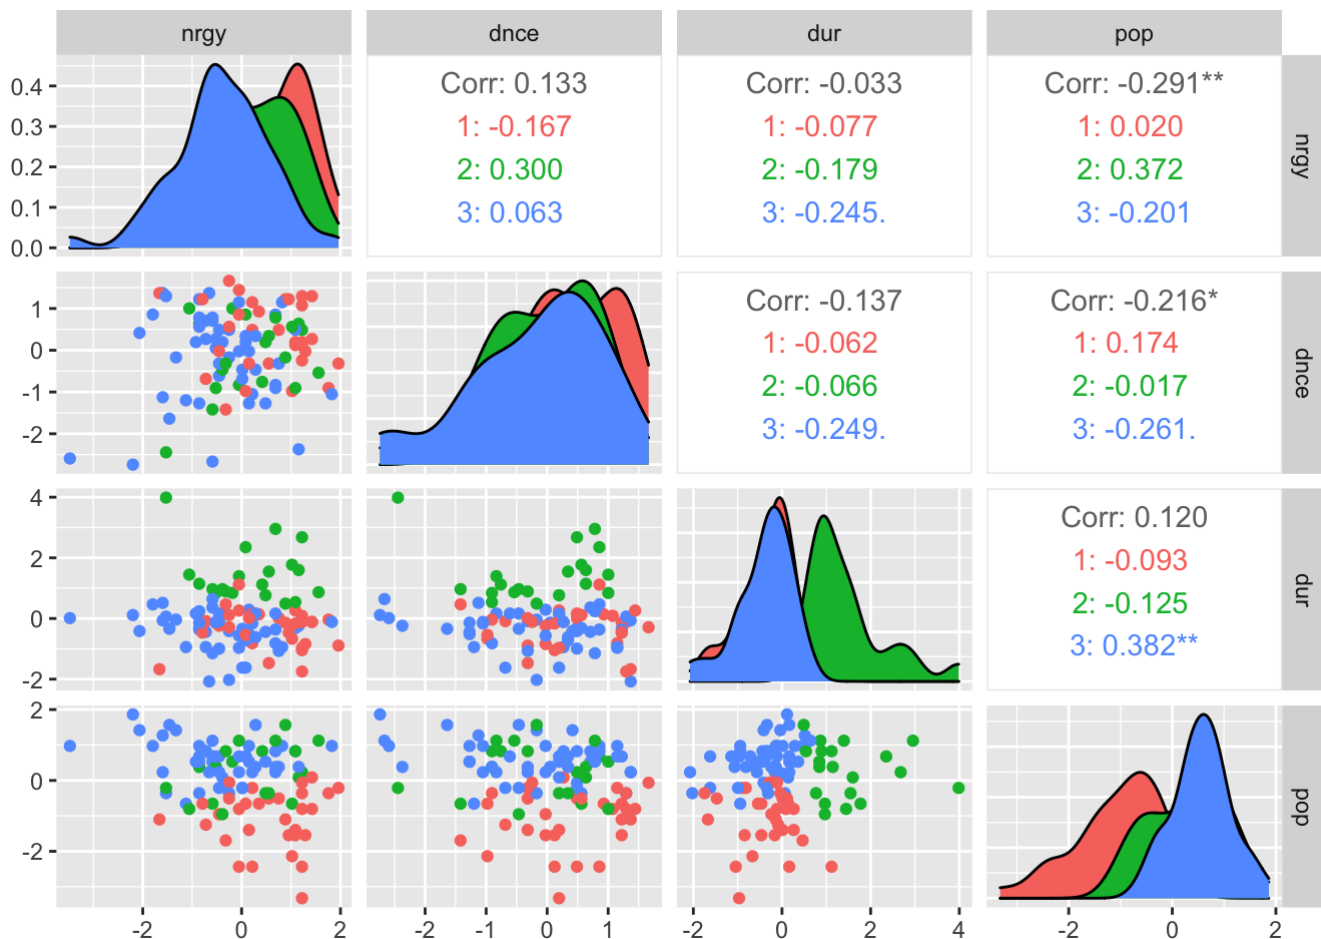 nrgy dnce dur pop
0.4 Corr: 0.133 Corr: -0.033 Corr: -0.291**
0.3 1: -0.167 1: -0.077 1: 0.020
0.2 2: 0.300 2: -0.179 2: 0.372
0.1 3: 0.063 3: -0.245. 3: -0.201
0.0
nrgy
1 Corr: -0.137 Corr: -0.216*
0 1: -0.062 1: 0.174
-1 2: -0.066 2: -0.017
-2 3: -0.249. 3: -0.261.
dnce
4 Corr: 0.120
2 1: -0.093
0 2: -0.125
-2 3: 0.382**
dur
2
0
-2
pop
-2 0 2 -2 -1 0 1 -2 0 2 4 -2 0 2